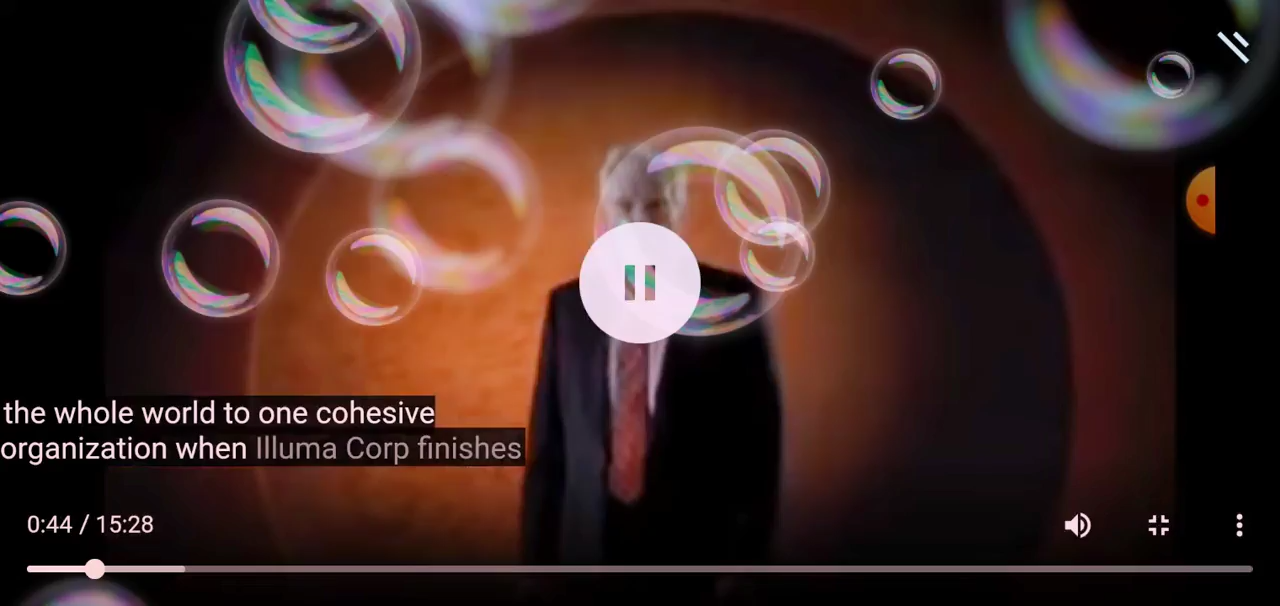 the whole world to one cohesive
organization when Illuma Corp finishes
0:44 / 15:28